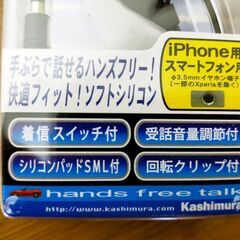 iPhone用
スマートフォン用
φ3.5mmイヤホン端子
(一部のXperiaを除く)
手ぶらで話せるハンズフリー!
快適フィット!ソフトシリコン
着信スイッチ付
受話音量調節付
シリコンパッドSML付
回転クリップ付
hands free talk
http://www.kashimura.com
Kashimura